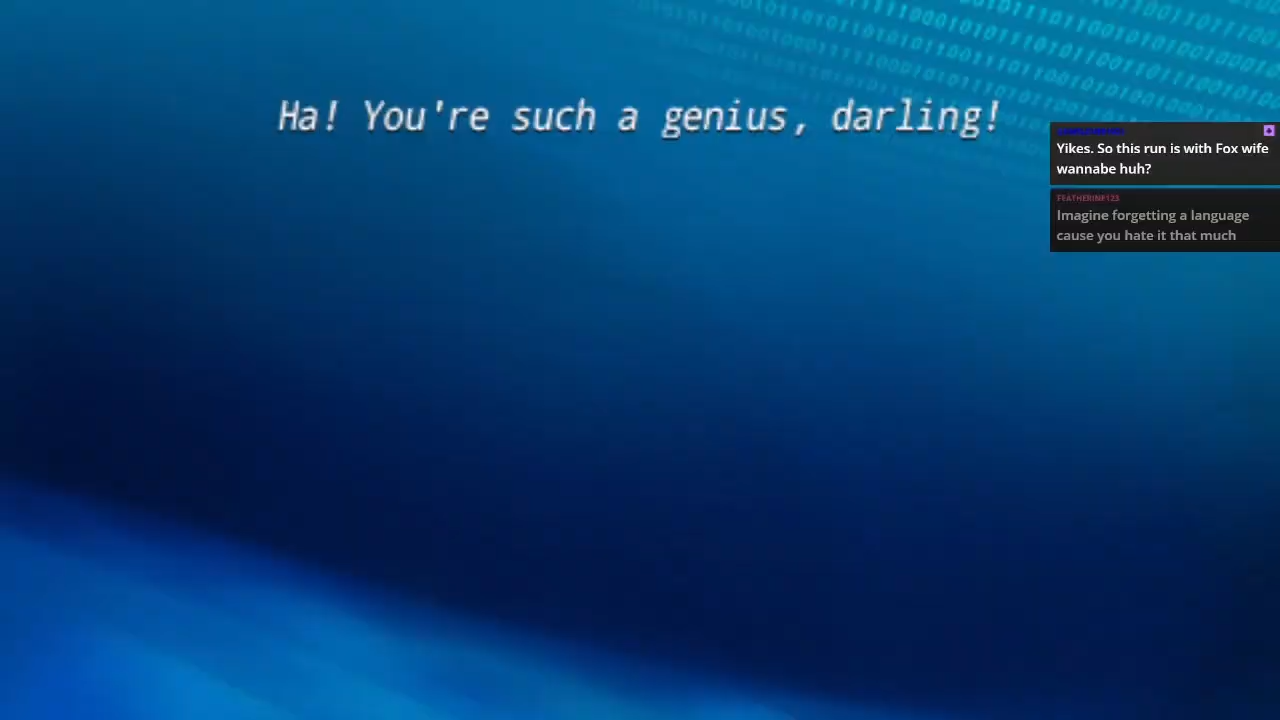 Ha! You're such a genius, darling!
Yikes. So this run is with Fox wife
wannabe huh?
FEATHERINE123
Imagine forgetting a language
cause you hate it that much